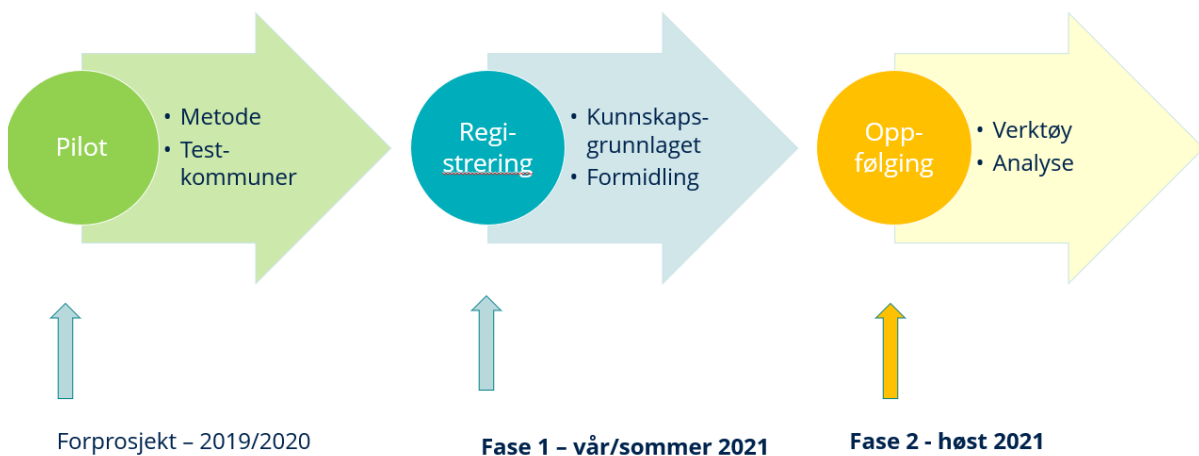 Pilot
• Metode
• Test-
kommuner
Regi-
strering
• Kunnskaps-
grunnlaget
• Formidling
Opp-
følging
• Verktøy
• Analyse
Forprosjekt – 2019/2020
Fase 1 – vår/sommer 2021
Fase 2 - høst 2021